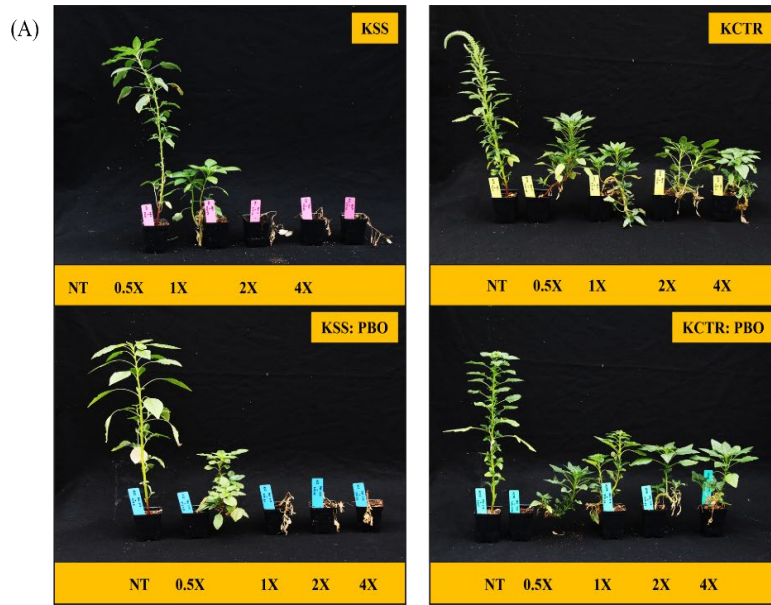 (A)
KSS
NT 0.5X 1X 2X 4X
KCTR
NT 0.5X 1X 2X 4X
KSS: PBO
NT 0.5X 1X 2X 4X
KCTR: PBO
NT 0.5X 1X 2X 4X